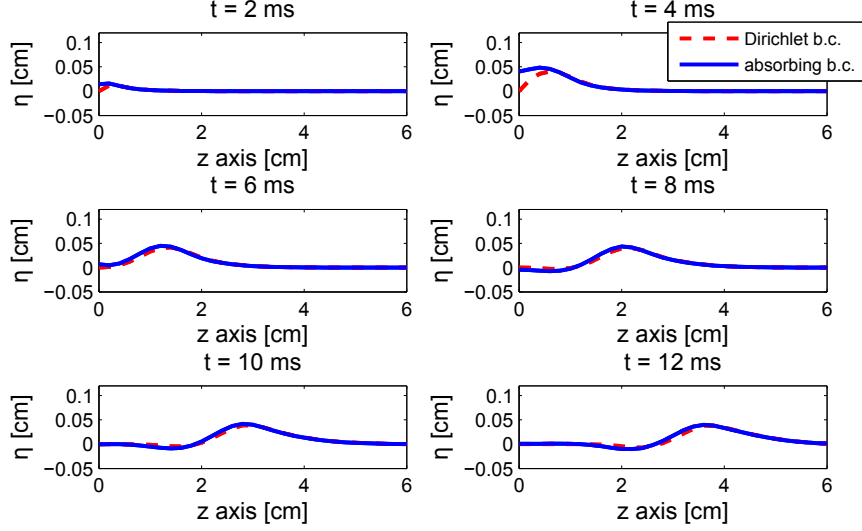 t = 2 ms
0.1
0.05
0
−0.05
η [cm]
0 2 4 6
z axis [cm]
t = 4 ms
0.1
0.05
0
−0.05
η [cm]
0 2 4 6
z axis [cm]
Dirichlet b.c.
absorbing b.c.
t = 6 ms
0.1
0.05
0
−0.05
η [cm]
0 2 4 6
z axis [cm]
t = 8 ms
0.1
0.05
0
−0.05
η [cm]
0 2 4 6
z axis [cm]
t = 10 ms
0.1
0.05
0
−0.05
η [cm]
0 2 4 6
z axis [cm]
t = 12 ms
0.1
0.05
0
−0.05
η [cm]
0 2 4 6
z axis [cm]